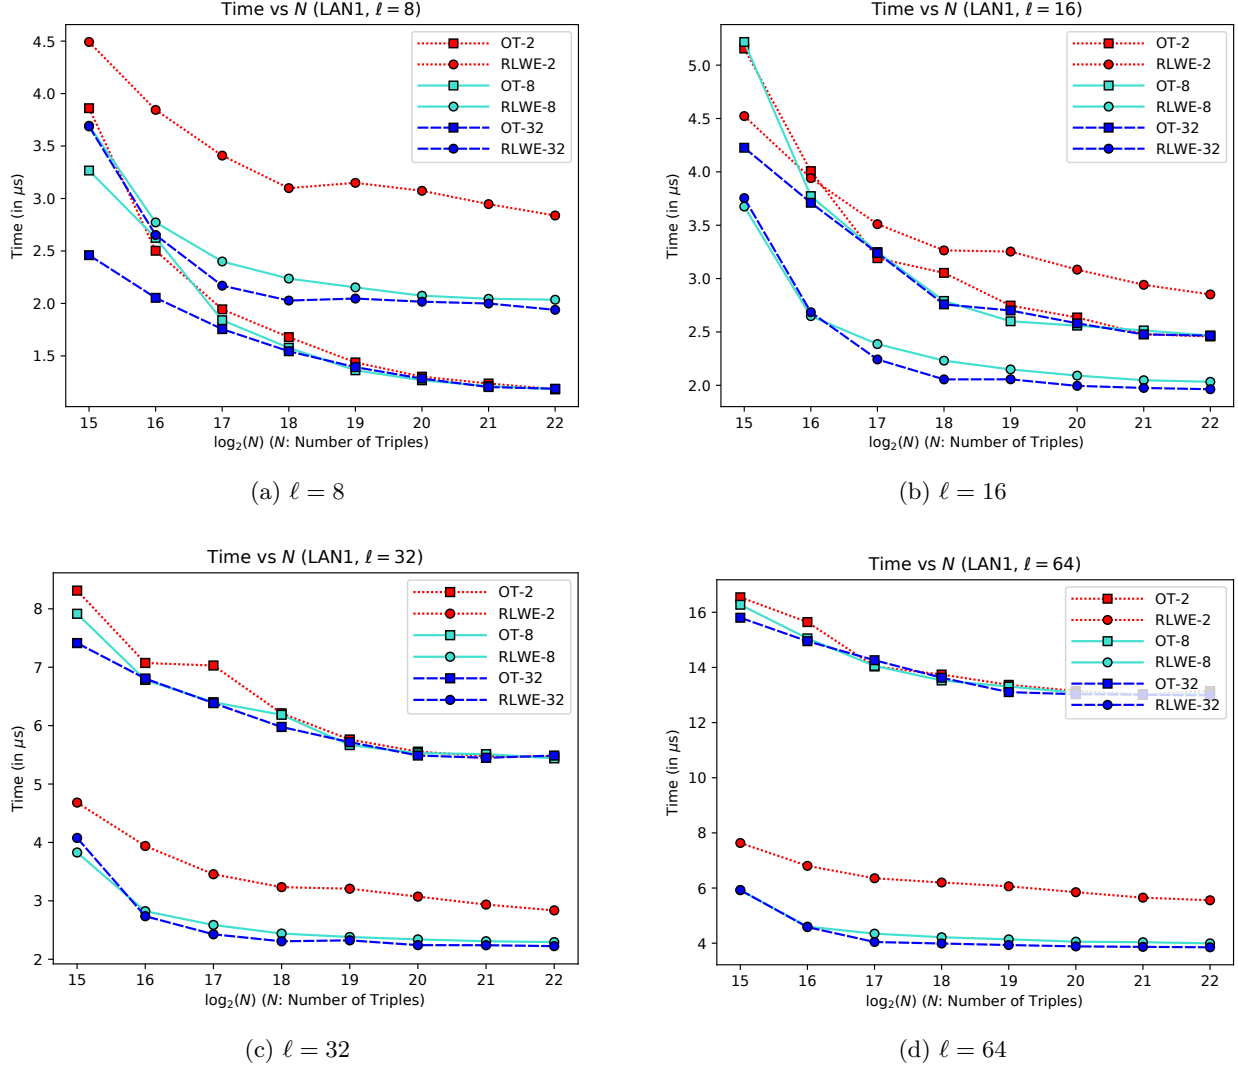 Time vs N (LAN1, ℓ = 8)
Time (in µs)
4.5
4.0
3.5
3.0
2.5
2.0
1.5
OT-2
RLWE-2
OT-8
RLWE-8
OT-32
RLWE-32
15 16 17 18 19 20 21 22
log₂(N) (N: Number of Triples)
(a) ℓ = 8
Time vs N (LAN1, ℓ = 16)
Time (in µs)
5.0
4.5
4.0
3.5
3.0
2.5
2.0
OT-2
RLWE-2
OT-8
RLWE-8
OT-32
RLWE-32
15 16 17 18 19 20 21 22
log₂(N) (N: Number of Triples)
(b) ℓ = 16
Time vs N (LAN1, ℓ = 32)
Time (in µs)
8
7
6
5
4
3
2
OT-2
RLWE-2
OT-8
RLWE-8
OT-32
RLWE-32
15 16 17 18 19 20 21 22
log₂(N) (N: Number of Triples)
(c) ℓ = 32
Time vs N (LAN1, ℓ = 64)
Time (in µs)
16
14
12
10
8
6
4
OT-2
RLWE-2
OT-8
RLWE-8
OT-32
RLWE-32
15 16 17 18 19 20 21 22
log₂(N) (N: Number of Triples)
(d) ℓ = 64